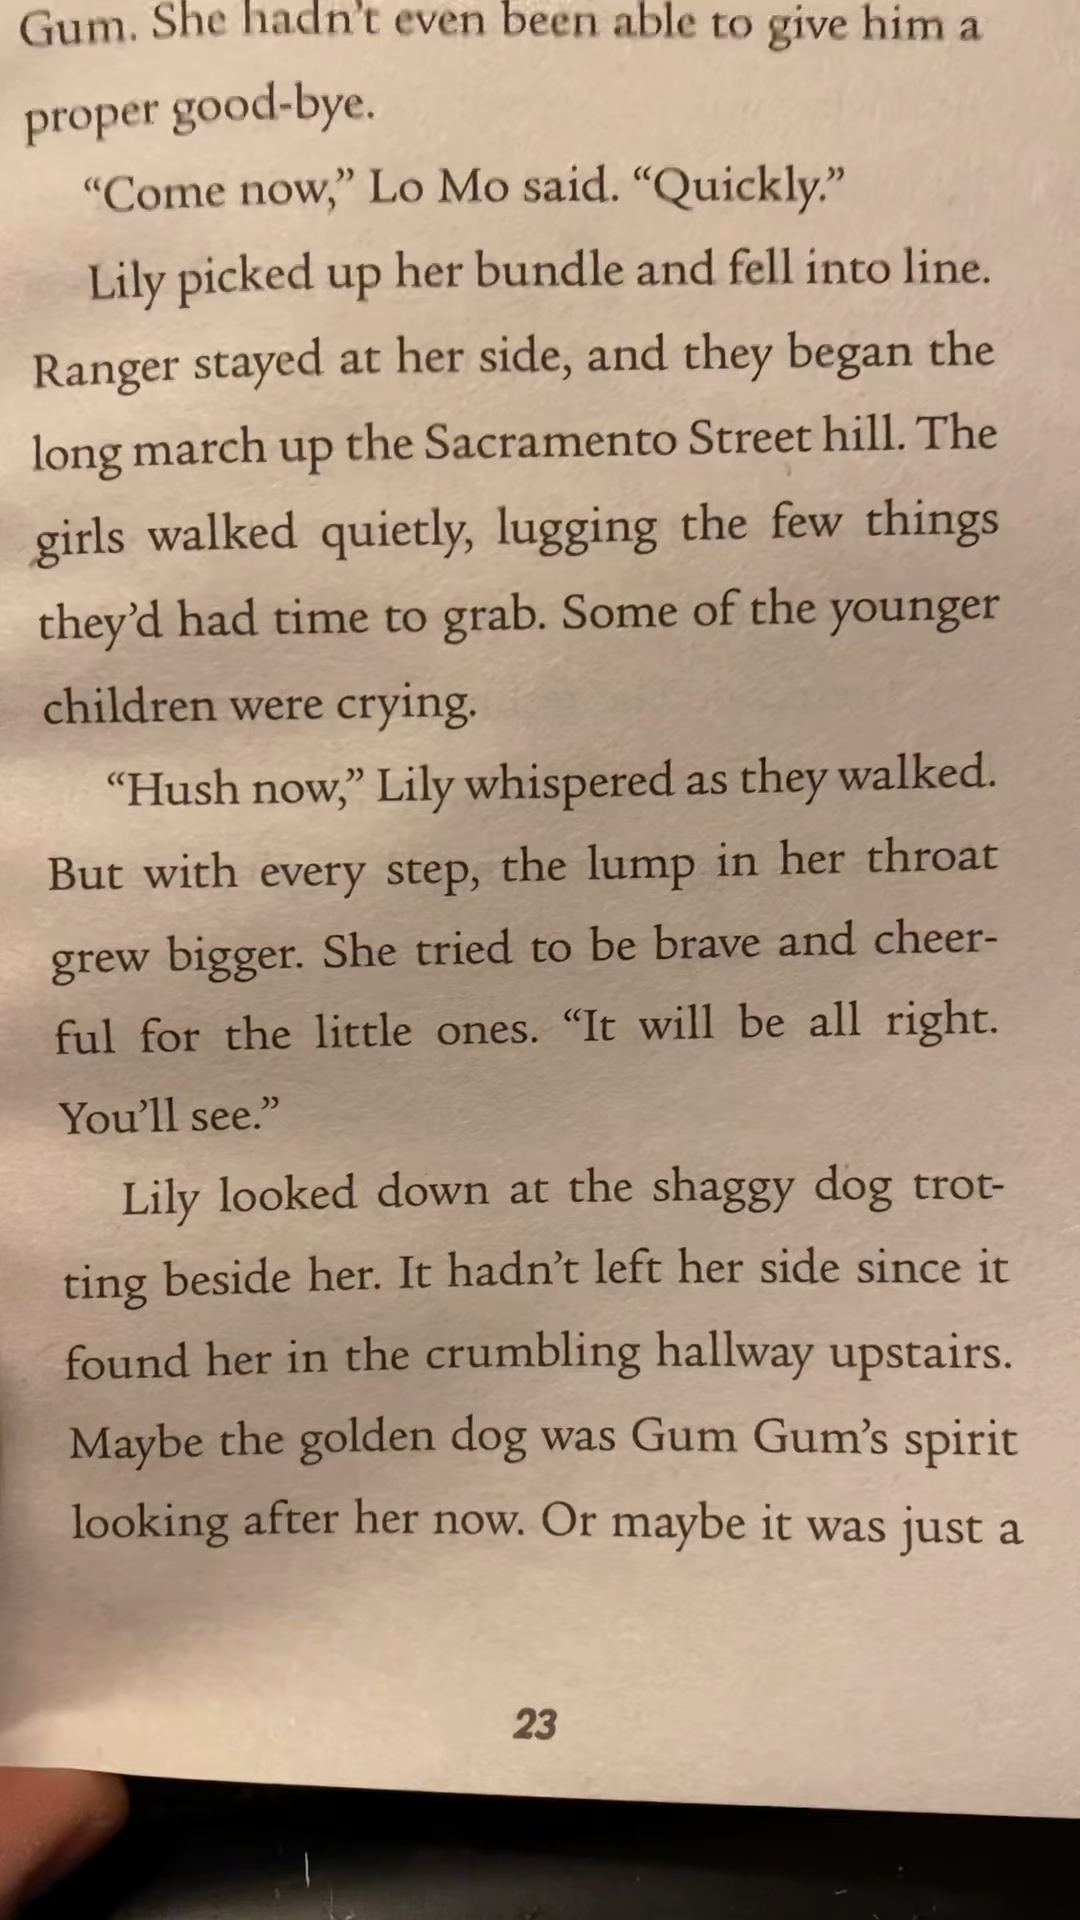 Gum. She hadn't even been able to give him a
proper good-bye.
“Come now,” Lo Mo said. “Quickly.”
Lily picked up her bundle and fell into line.
Ranger stayed at her side, and they began the
long march up the Sacramento Street hill. The
girls walked quietly, lugging the few things
they’d had time to grab. Some of the younger
children were crying.
“Hush now,” Lily whispered as they walked.
But with every step, the lump in her throat
grew bigger. She tried to be brave and cheer-
ful for the little ones. “It will be all right.
You’ll see.”
Lily looked down at the shaggy dog trot-
ting beside her. It hadn’t left her side since it
found her in the crumbling hallway upstairs.
Maybe the golden dog was Gum Gum’s spirit
looking after her now. Or maybe it was just a
23